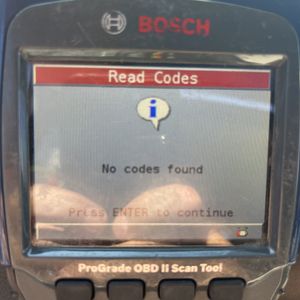 BOSCH
Read Codes
i
No codes found
Press ENTER to continue
ProGrade OBD II Scan Tool